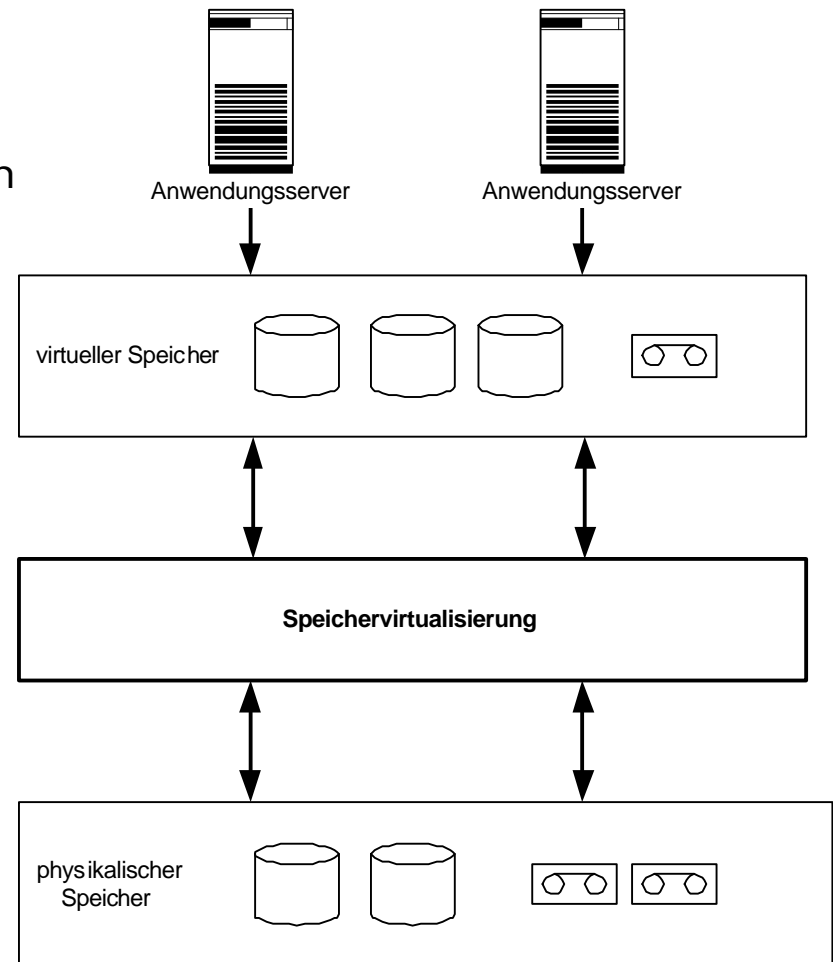 n
Anwendungsserver
Anwendungsserver
virtueller Speicher
Speichervirtualisierung
physikalischer
Speicher